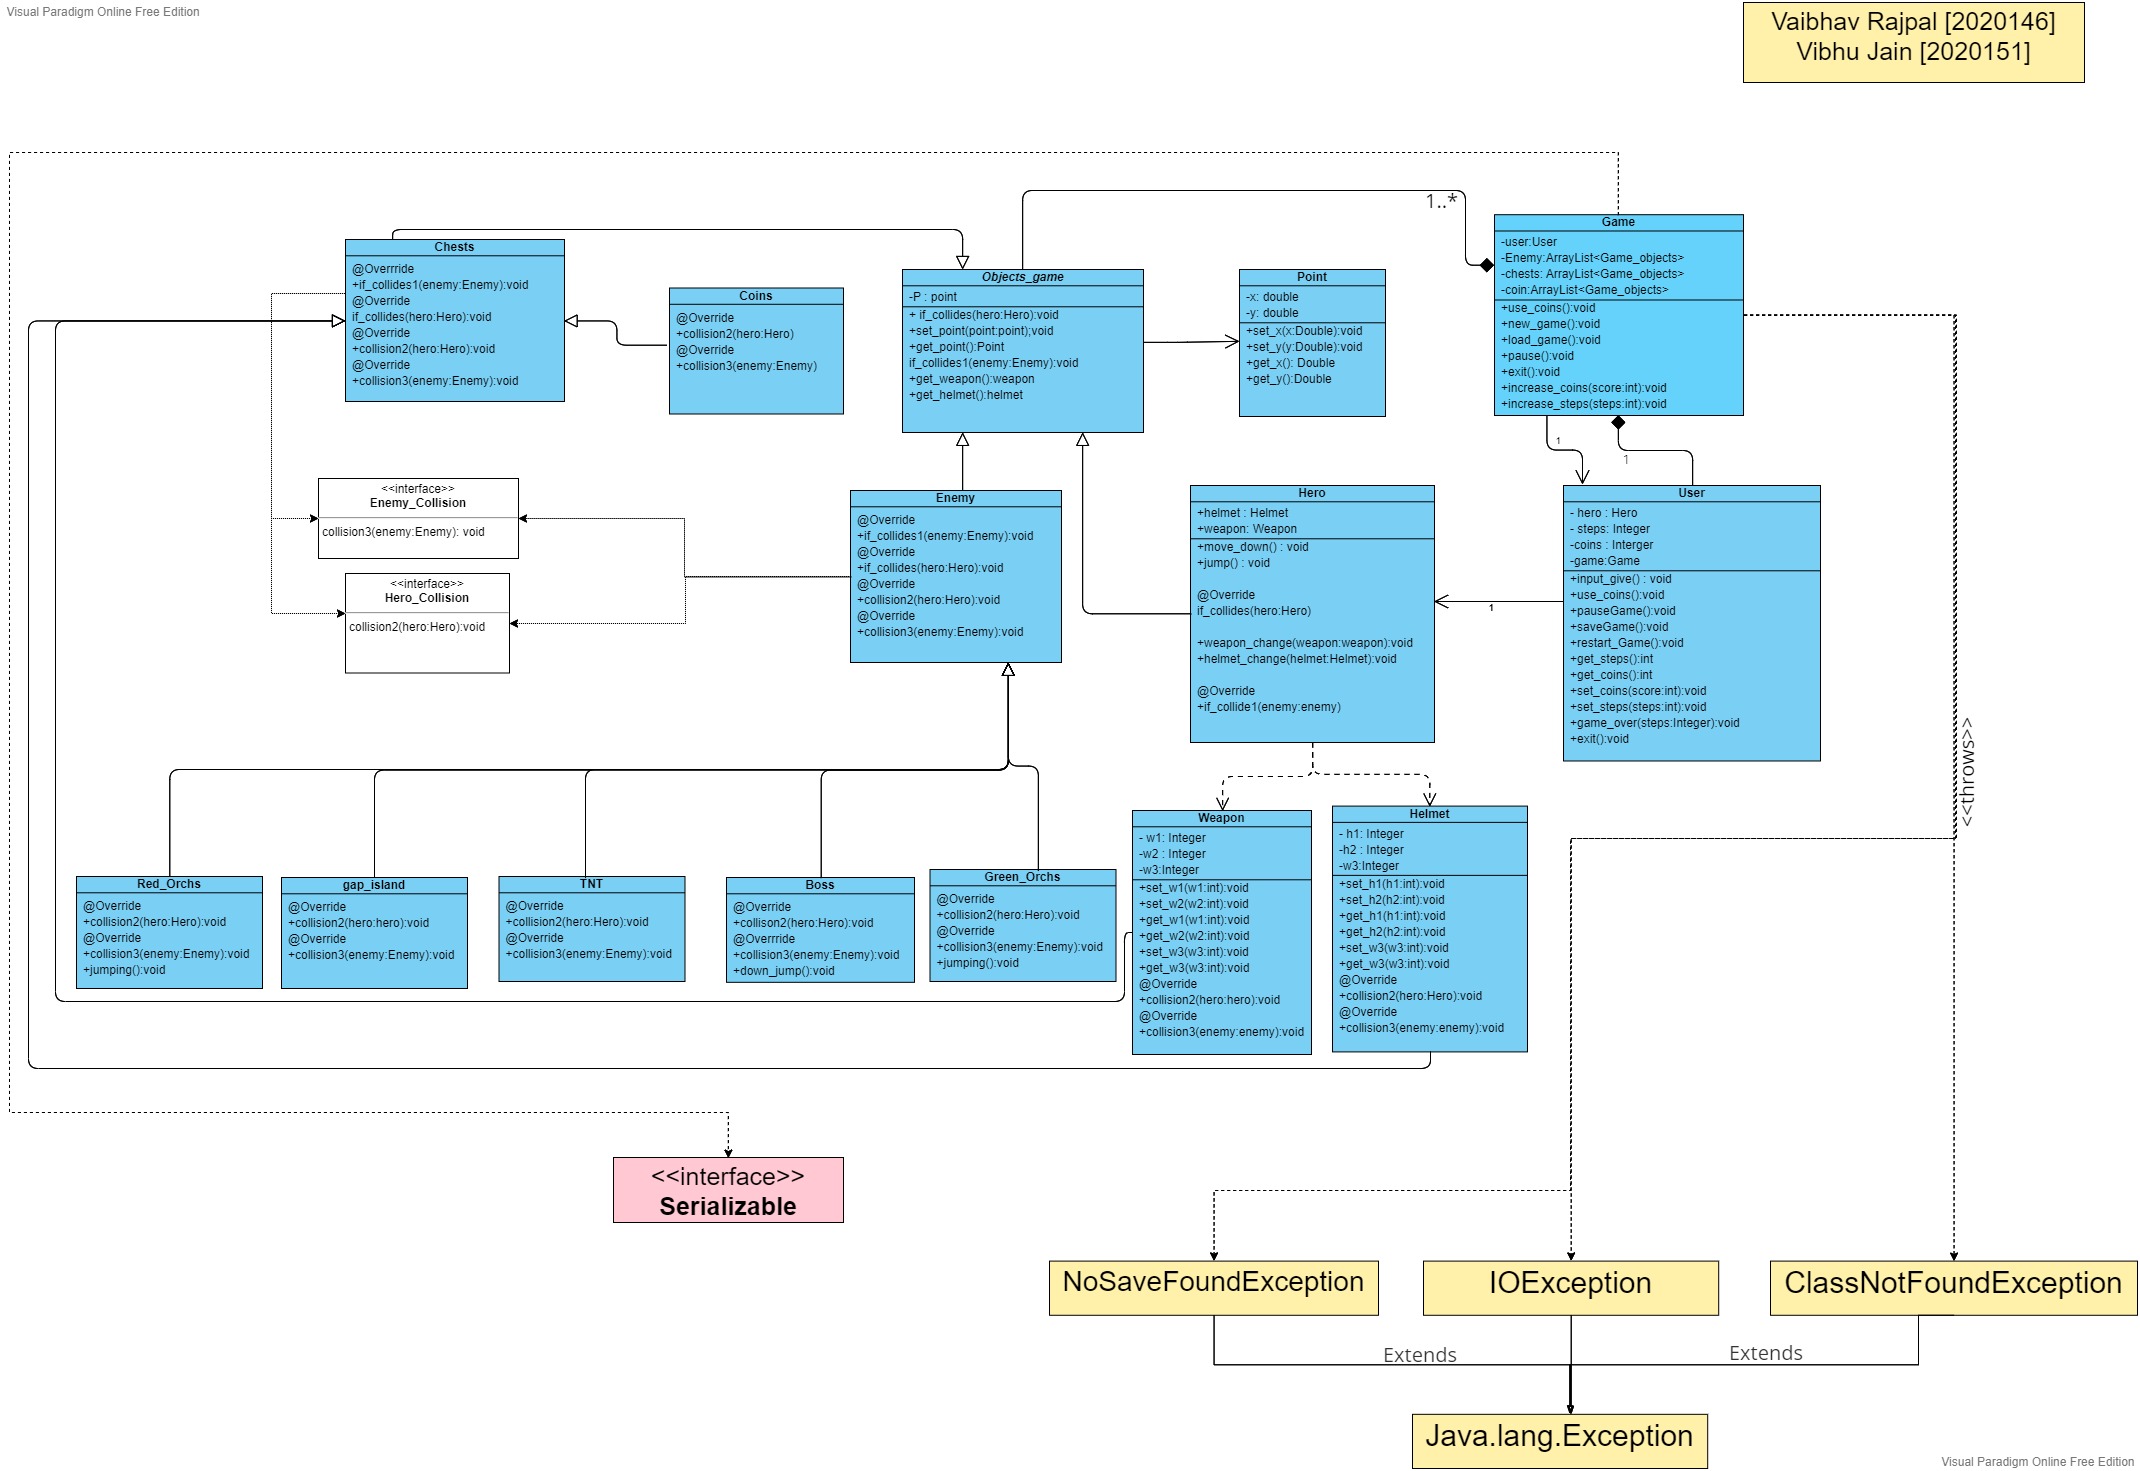 Visual Paradigm Online Free Edition
Vaibhav Rajpal [2020146]
Vibhu Jain [2020151]
1..*
Chests
@Overrride
+if_collides1(enemy:Enemy):void
@Override
if_collides(hero:Hero):void
@Override
+collision2(hero:Hero):void
@Override
+collision3(enemy:Enemy):void
Coins
@Override
+collision2(hero:Hero)
@Override
+collision3(enemy:Enemy)
Objects_game
-P : point
+ if_collides(hero:Hero):void
+set_point(point:point);void
+get_point():Point
if_collides1(enemy:Enemy):void
+get_weapon():weapon
+get_helmet():helmet
Point
-x: double
-y: double
+set_x(x:Double):void
+set_y(y:Double):void
+get_x(): Double
+get_y():Double
Game
-user:User
-Enemy:ArrayList<Game_objects>
-chests: ArrayList<Game_objects>
-coin:ArrayList<Game_objects>
+use_coins():void
+new_game():void
+load_game():void
+pause():void
+exit():void
+increase_coins(score:int):void
+increase_steps(steps:int):void
1
1
<<interface>>
Enemy_Collision
collision3(enemy:Enemy): void
<<interface>>
Hero_Collision
collision2(hero:Hero):void
Enemy
@Override
+if_collides1(enemy:Enemy):void
@Override
+if_collides(hero:Hero):void
@Override
+collision2(hero:Hero):void
@Override
+collision3(enemy:Enemy):void
Hero
+helmet : Helmet
+weapon: Weapon
+move_down() : void
+jump() : void
@Override
if_collides(hero:Hero)
+weapon_change(weapon:weapon):void
+helmet_change(helmet:Helmet):void
@Override
+if_collide1(enemy:enemy)
1
User
- hero : Hero
- steps: Integer
-coins : Interger
-game:Game
+input_give() : void
+use_coins():void
+pauseGame():void
+saveGame():void
+restart_Game():void
+get_steps():int
+get_coins():int
+set_coins(score:int):void
+set_steps(steps:int):void
+game_over(steps:Integer):void
+exit():void
<<throws>>
Red_Orchs
@Override
+collision2(hero:Hero):void
@Override
+collision3(enemy:Enemy):void
+jumping():void
gap_island
@Override
+collision2(hero:hero):void
@Override
+collision3(enemy:Enemy):void
TNT
@Override
+collision2(hero:Hero):void
@Override
+collision3(enemy:Enemy):void
Boss
@Override
+collison2(hero:Hero):void
@Overrride
+collision3(enemy:Enemy):void
+down_jump():void
Green_Orchs
@Override
+collision2(hero:Hero):void
@Override
+collision3(enemy:Enemy):void
+jumping():void
Weapon
- w1: Integer
-w2 : Integer
-w3:Integer
+set_w1(w1:int):void
+set_w2(w2:int):void
+get_w1(w1:int):void
+get_w2(w2:int):void
+set_w3(w3:int):void
+get_w3(w3:int):void
@Override
+collision2(hero:hero):void
@Override
+collision3(enemy:enemy):void
Helmet
- h1: Integer
-h2 : Integer
-w3:Integer
+set_h1(h1:int):void
+set_h2(h2:int):void
+get_h1(h1:int):void
+get_h2(h2:int):void
+set_w3(w3:int):void
+get_w3(w3:int):void
@Override
+collision2(hero:Hero):void
@Override
+collision3(enemy:enemy):void
<<interface>>
Serializable
NoSaveFoundException
IOException
ClassNotFoundException
Extends
Extends
Java.lang.Exception
Visual Paradigm Online Free Edition